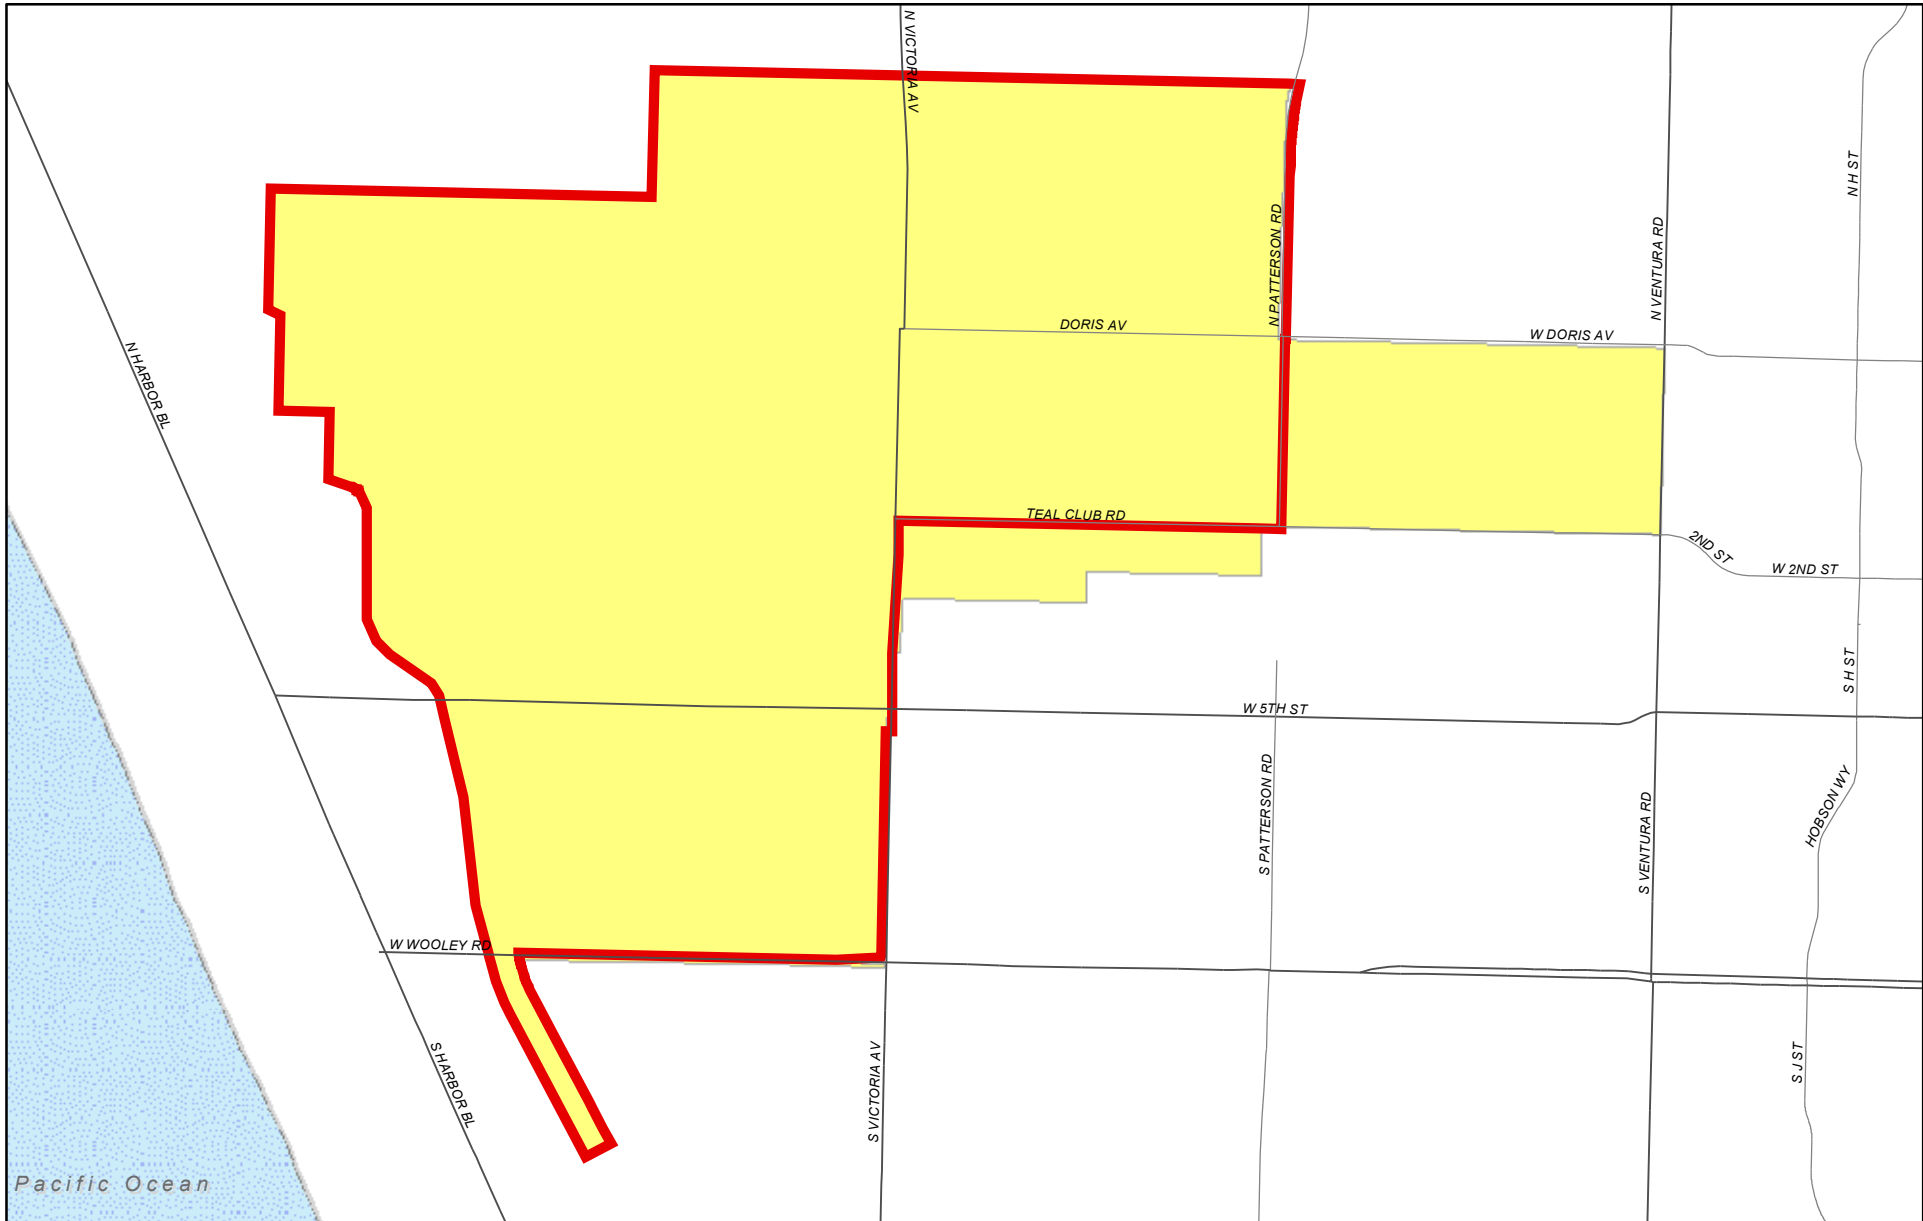 N VICTORIA AV
N H ST
N PATTERSON RD
N VENTURA RD
DORIS AV
W DORIS AV
N HARBOR BL
TEAL CLUB RD
2ND ST
W 2ND ST
S H ST
W 5TH ST
S PATTERSON RD
S VENTURA RD
HOBSON WY
W WOOLEY RD
S HARBOR BL
S VICTORIA AV
S J ST
Pacific Ocean